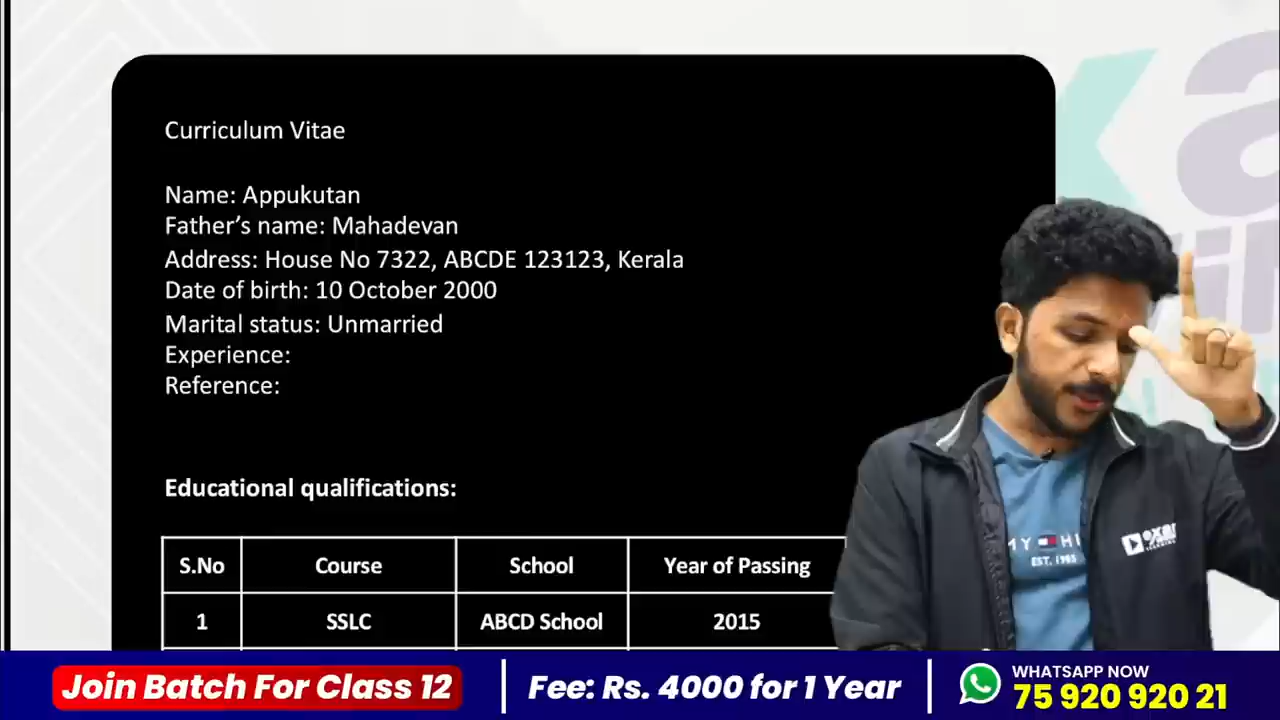 Curriculum Vitae
Name: Appukutan
Father's name: Mahadevan
Address: House No 7322, ABCDE 123123, Kerala
Date of birth: 10 October 2000
Marital status: Unmarried
Experience:
Reference:
Educational qualifications:
S.No Course School Year of Passing
1 SSLC ABCD School 2015
EST. 1985
Join Batch For Class 12 Fee: Rs. 4000 for 1 Year WHATSAPP NOW
75 920 920 21